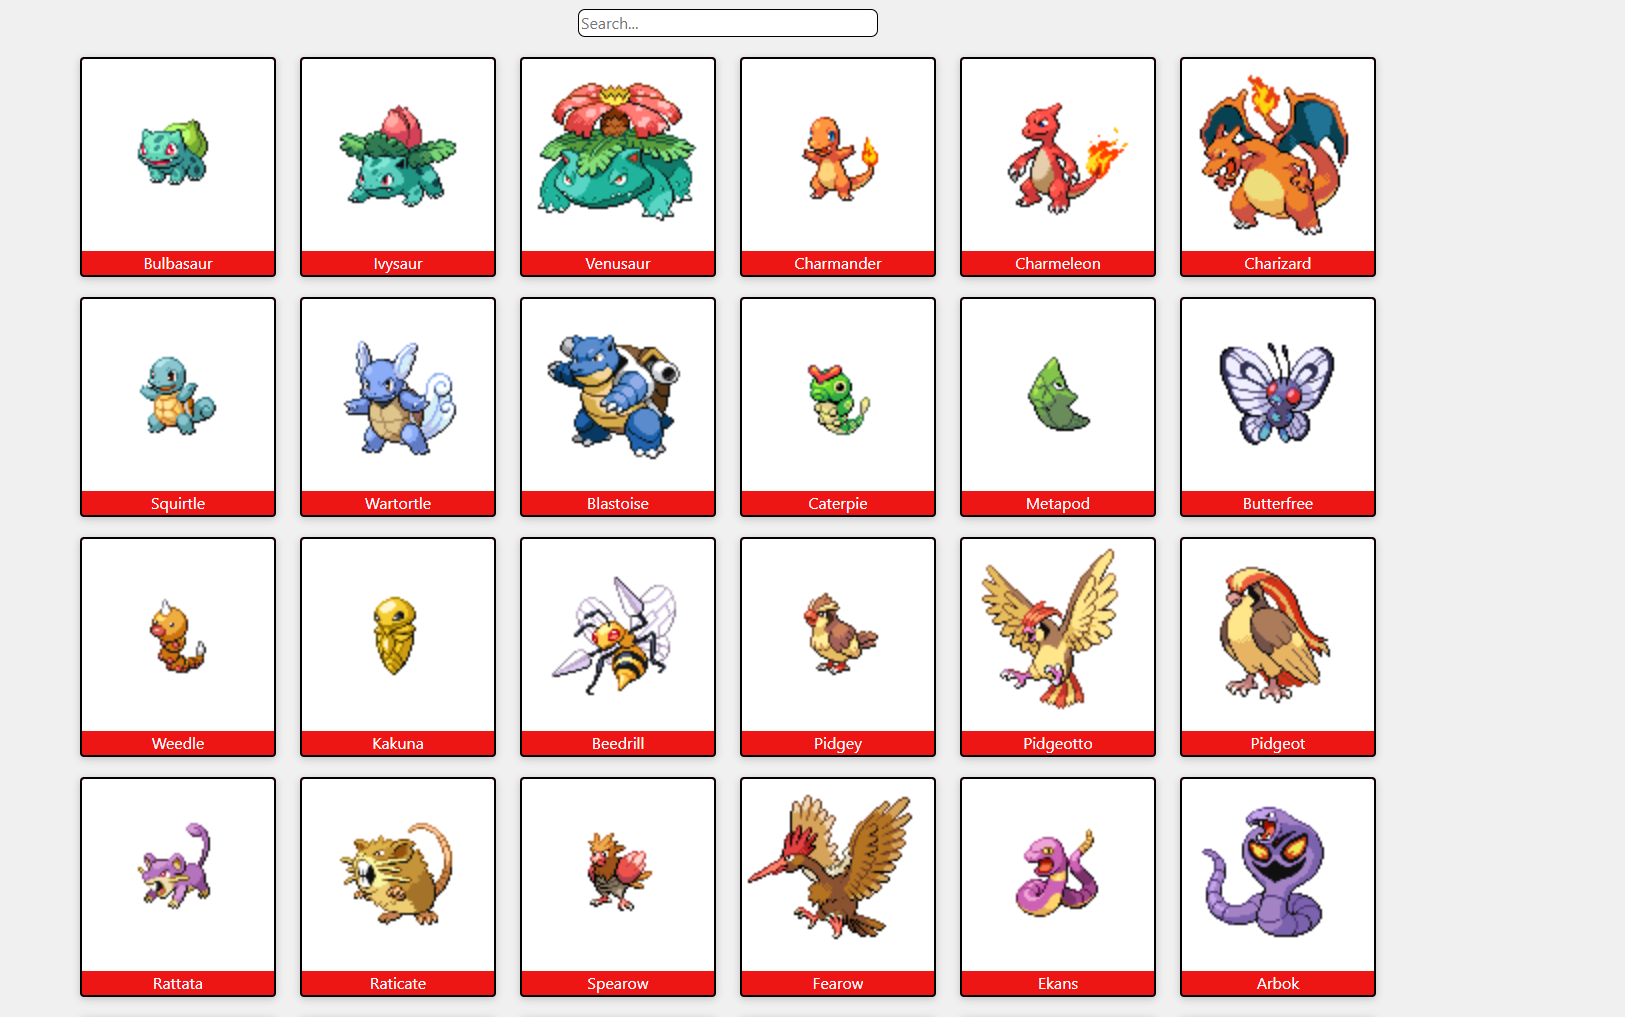 Search...
Bulbasaur
Ivysaur
Venusaur
Charmander
Charmeleon
Charizard
Squirtle
Wartortle
Blastoise
Caterpie
Metapod
Butterfree
Weedle
Kakuna
Beedrill
Pidgey
Pidgeotto
Pidgeot
Rattata
Raticate
Spearow
Fearow
Ekans
Arbok